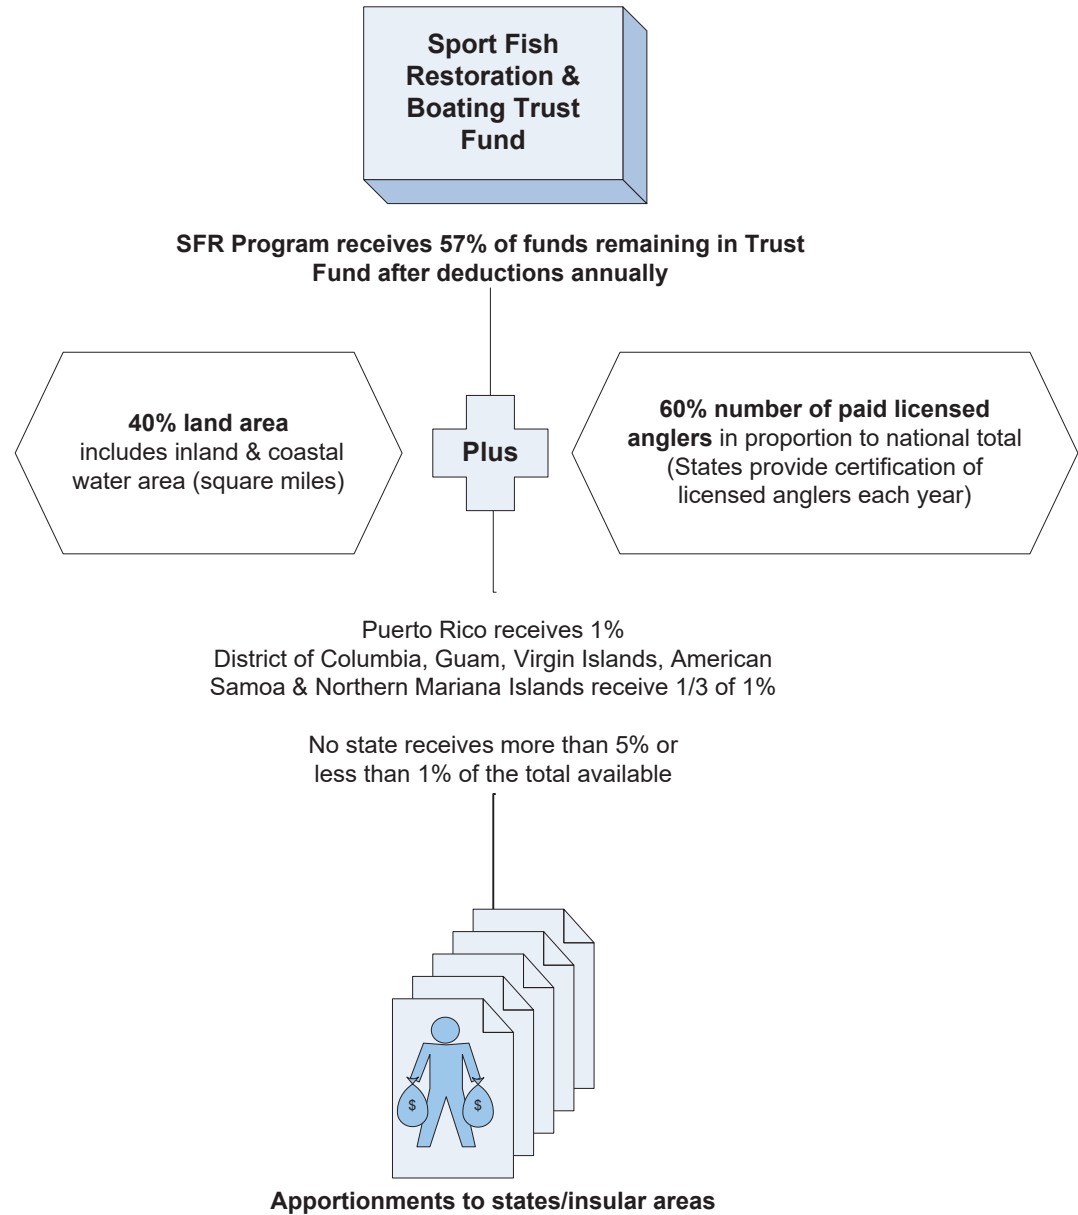 Sport Fish
Restoration &
Boating Trust
Fund
SFR Program receives 57% of funds remaining in Trust
Fund after deductions annually
40% land area
includes inland & coastal
water area (square miles)
Plus
60% number of paid licensed
anglers in proportion to national total
(States provide certification of
licensed anglers each year)
Puerto Rico receives 1%
District of Columbia, Guam, Virgin Islands, American
Samoa & Northern Mariana Islands receive 1/3 of 1%
No state receives more than 5% or
less than 1% of the total available
$
$
Apportionments to states/insular areas